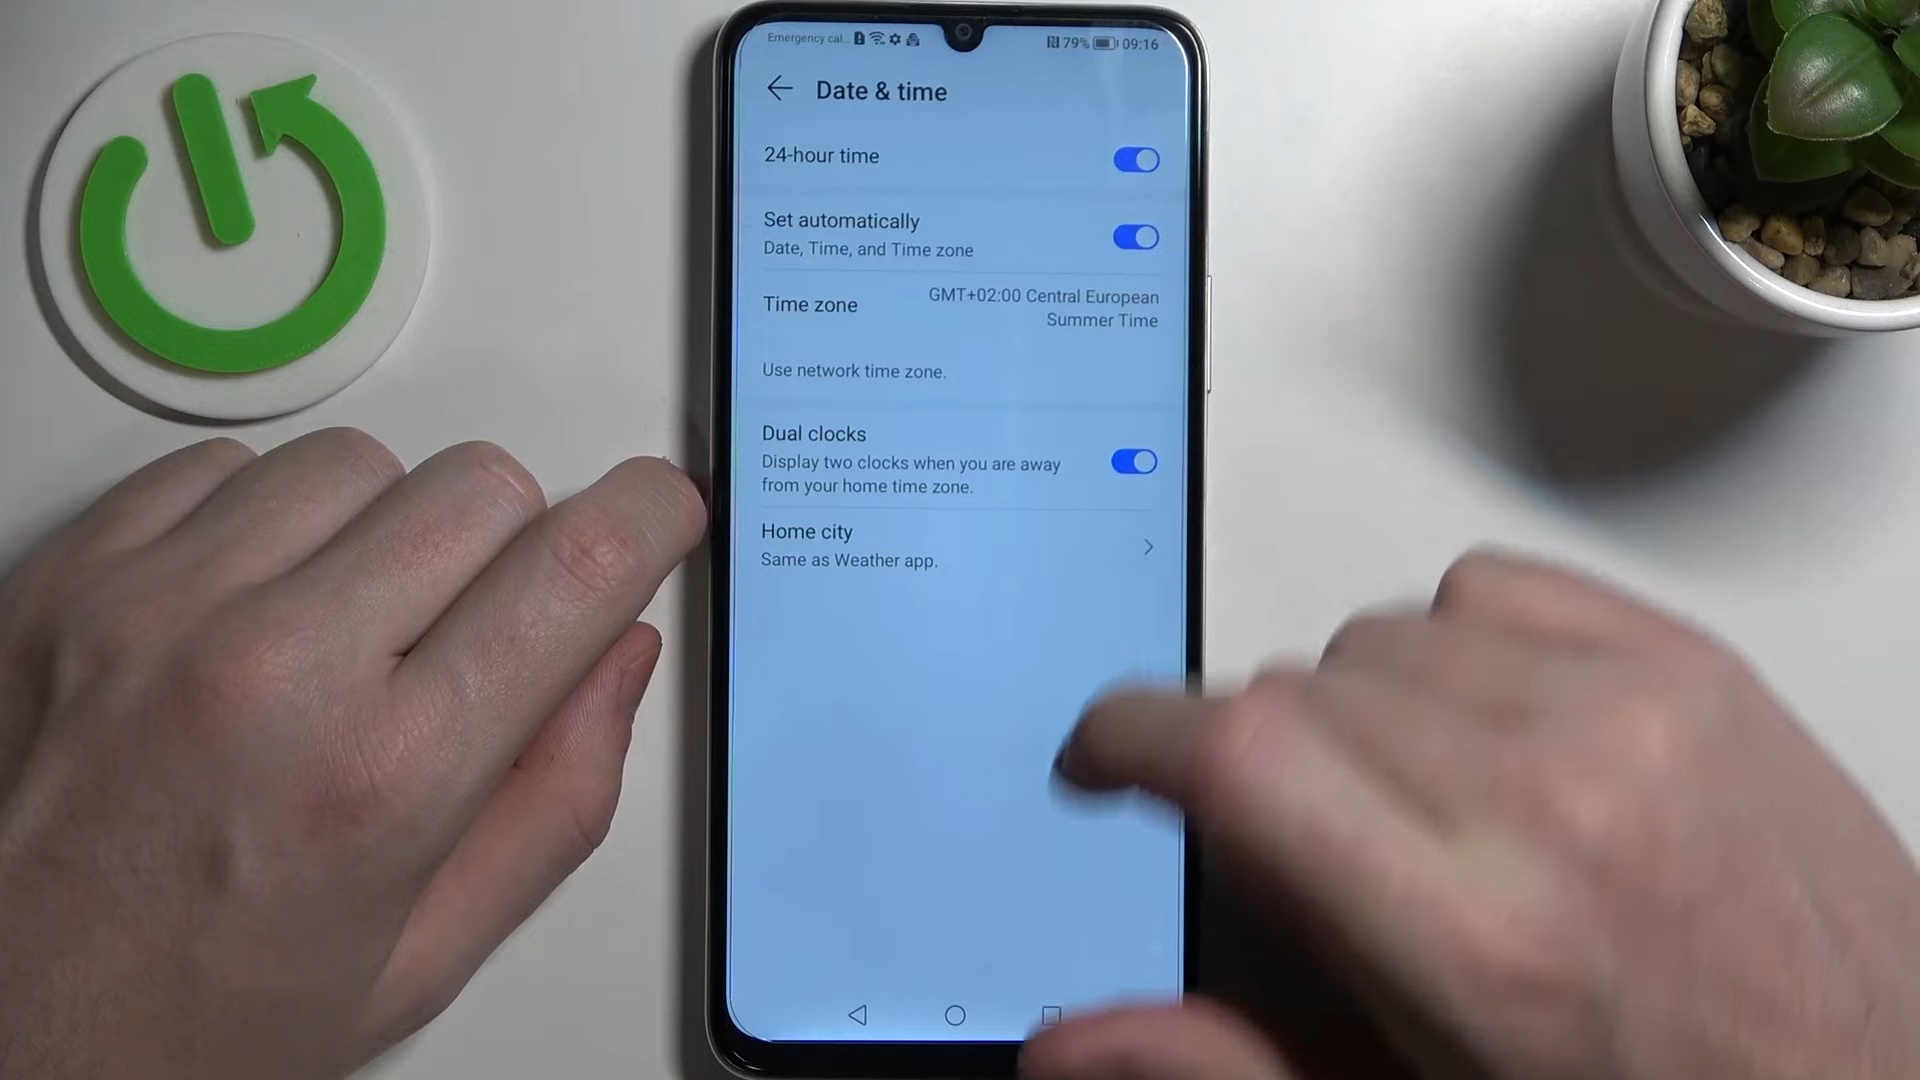 Emergency cal...
79% 09:16
Date & time
24-hour time
Set automatically
Date, Time, and Time zone
Time zone
GMT+02:00 Central European
Summer Time
Use network time zone.
Dual clocks
Display two clocks when you are away
from your home time zone.
Home city
Same as Weather app.